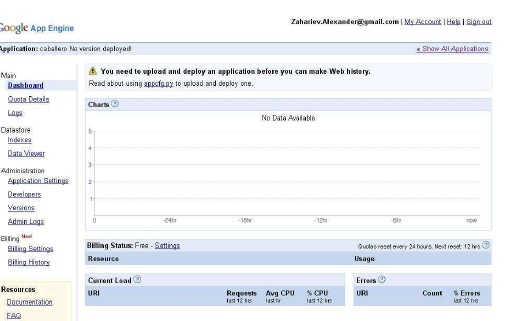 Google App Engine
Zahariev.Alexander@gmail.com | My Account | Help | Sign out
Application: caballero No version deployed!
« Show All Applications
Main
Dashboard
Quota Details
Logs
Datastore
Indexes
Data Viewer
Administration
Application Settings
Developers
Versions
Admin Logs
Billing New!
Billing Settings
Billing History
Resources
Documentation
FAQ
You need to upload and deploy an application before you can make Web history.
Read about using appcfg.py to upload and deploy one.
Charts ?
No Data Available
5
4
3
2
1
0 -24hr -18hr -12hr -6hr now
Billing Status: Free - Settings
Quotas reset every 24 hours. Next reset: 12 hrs ?
Resource Usage
Current Load ?
URI Requests Avg CPU % CPU
last 12 hrs last hr last 12 hrs
Errors ?
URI Count % Errors
last 12 hrs